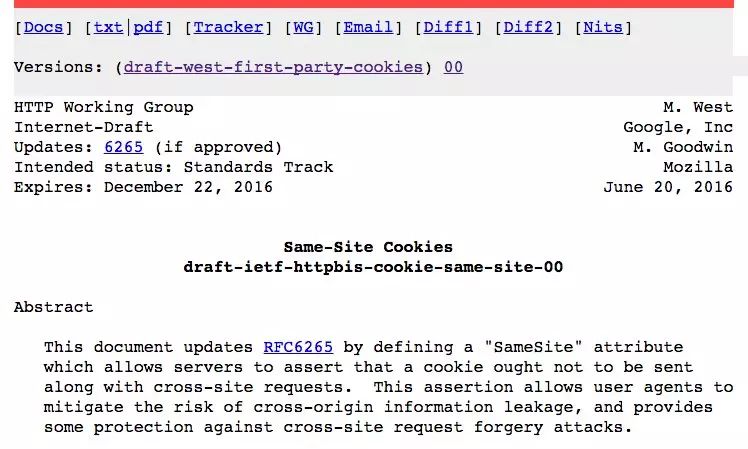 [Docs] [txt|pdf] [Tracker] [WG] [Email] [Diff1] [Diff2] [Nits]
Versions: (draft-west-first-party-cookies) 00
HTTP Working Group M. West
Internet-Draft Google, Inc
Updates: 6265 (if approved) M. Goodwin
Intended status: Standards Track Mozilla
Expires: December 22, 2016 June 20, 2016
Same-Site Cookies
draft-ietf-httpbis-cookie-same-site-00
Abstract
This document updates RFC6265 by defining a "SameSite" attribute
which allows servers to assert that a cookie ought not to be sent
along with cross-site requests. This assertion allows user agents to
mitigate the risk of cross-origin information leakage, and provides
some protection against cross-site request forgery attacks.